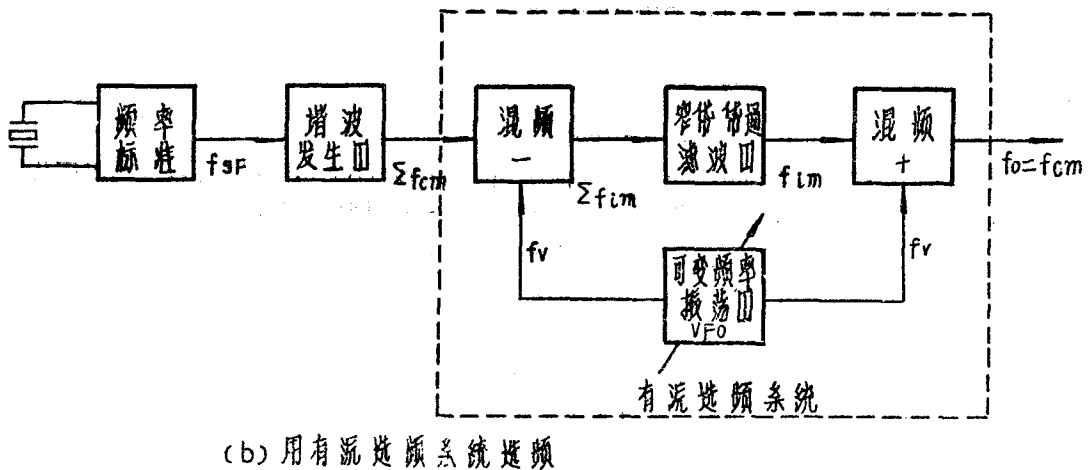 频率
标准
fSF
谐波
发生器
Σfcm
混频
−
Σfim
窄带带通
滤波器
fim
混频
+
fo=fcm
fv
fv
可变频率
振荡器
VFO
有源选频系统
(b) 用有源选频系统选频